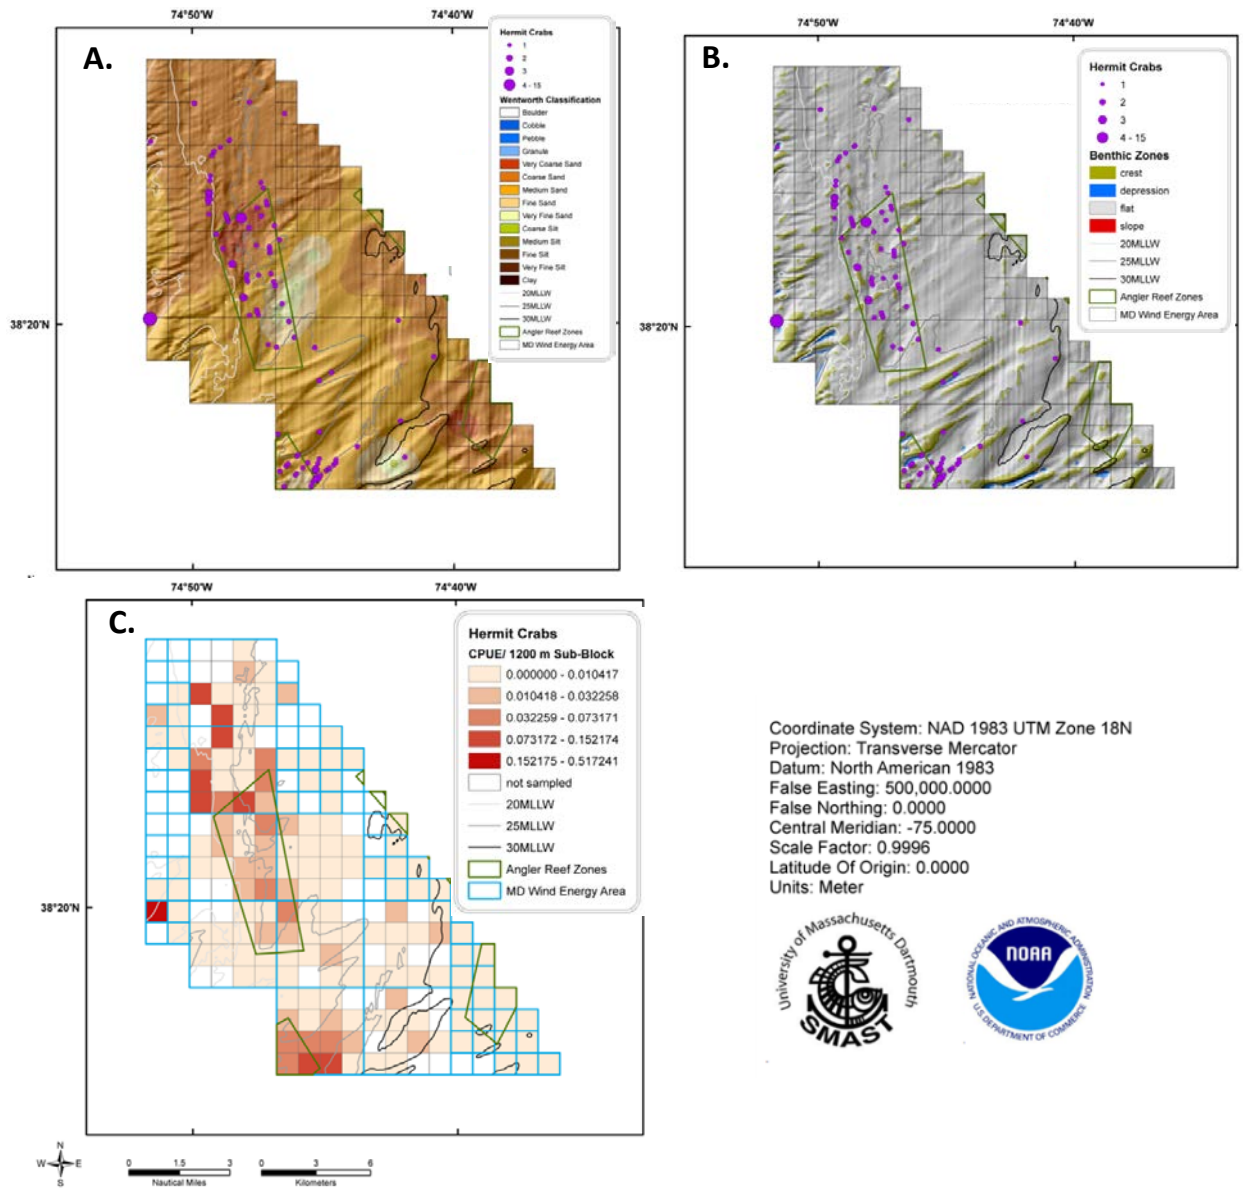 74°50'W
74°40'W
A.
38°20'N
Hermit Crabs
1
2
3
4 - 15
Wentworth Classification
Boulder
Cobble
Pebble
Granule
Very Coarse Sand
Coarse Sand
Medium Sand
Fine Sand
Very Fine Sand
Coarse Silt
Medium Silt
Fine Silt
Very Fine Silt
Clay
20MLLW
25MLLW
30MLLW
Angler Reef Zones
MD Wind Energy Area
74°50'W
74°40'W
B.
38°20'N
Hermit Crabs
1
2
3
4 - 15
Benthic Zones
crest
depression
flat
slope
20MLLW
25MLLW
30MLLW
Angler Reef Zones
MD Wind Energy Area
74°50'W
74°40'W
C.
38°20'N
Hermit Crabs
CPUE/ 1200 m Sub-Block
0.000000 - 0.010417
0.010418 - 0.032258
0.032259 - 0.073171
0.073172 - 0.152174
0.152175 - 0.517241
not sampled
20MLLW
25MLLW
30MLLW
Angler Reef Zones
MD Wind Energy Area
Coordinate System: NAD 1983 UTM Zone 18N
Projection: Transverse Mercator
Datum: North American 1983
False Easting: 500,000.0000
False Northing: 0.0000
Central Meridian: -75.0000
Scale Factor: 0.9996
Latitude Of Origin: 0.0000
Units: Meter
University of Massachusetts Dartmouth
SMAST
NATIONAL OCEANIC AND ATMOSPHERIC ADMINISTRATION
NOAA
U.S. DEPARTMENT OF COMMERCE
N
W E
S
0 1.5 3
Nautical Miles
0 3 6
Kilometers